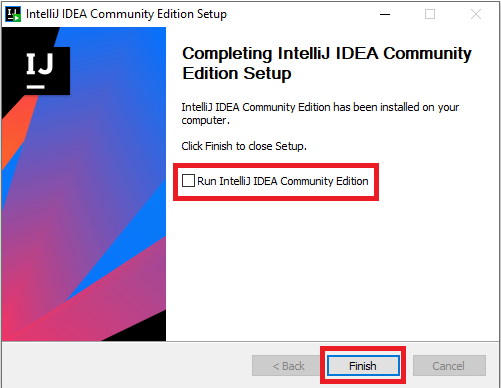 IntelliJ IDEA Community Edition Setup
IJ
Completing IntelliJ IDEA Community
Edition Setup
IntelliJ IDEA Community Edition has been installed on your
computer.
Click Finish to close Setup.
Run IntelliJ IDEA Community Edition
< Back
Finish
Cancel